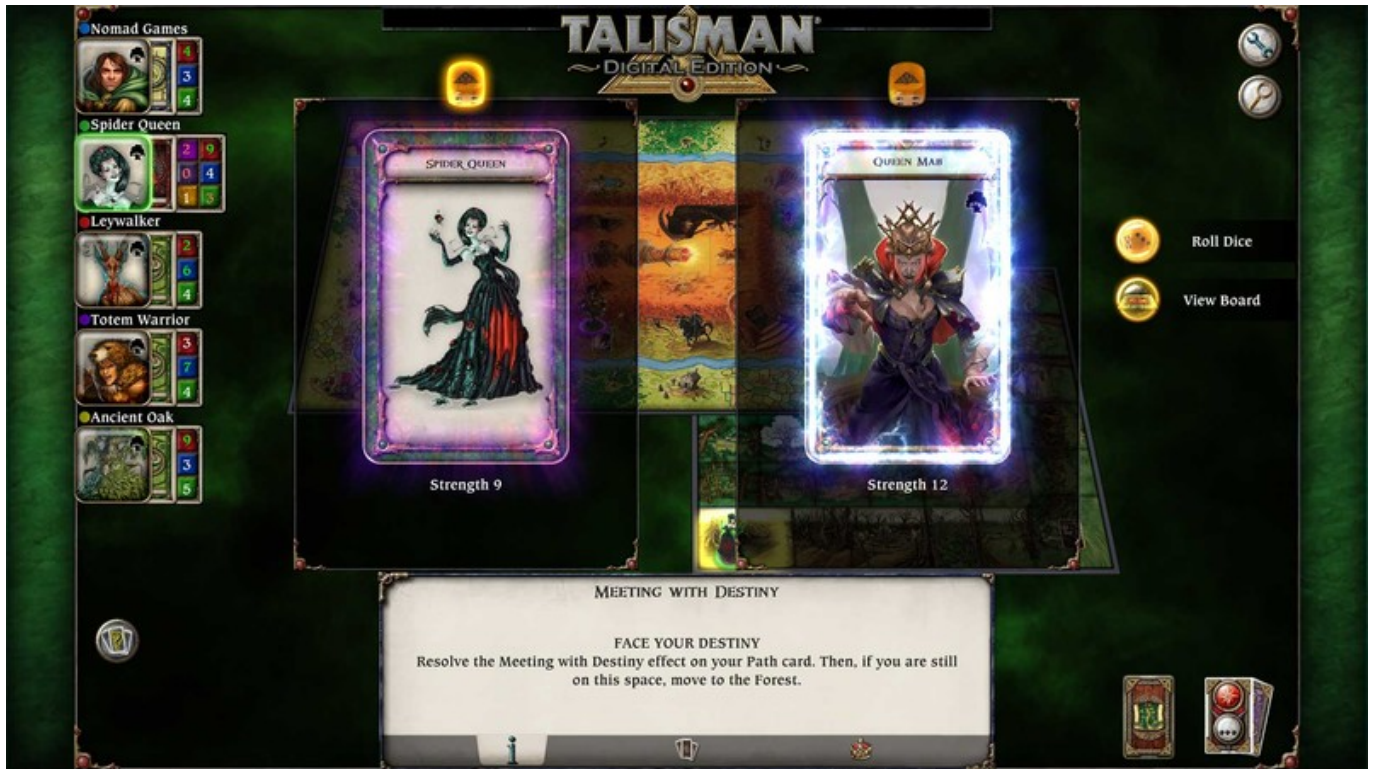 TALISMAN
DIGITAL EDITION
Nomad Games
4
3
4
Spider Queen
2 9
0 4
1 3
Leywalker
2
6
4
Totem Warrior
3
7
4
Ancient Oak
9
3
5
SPIDER QUEEN
Strength 9
QUEEN MAB
Strength 12
Roll Dice
View Board
MEETING WITH DESTINY
FACE YOUR DESTINY
Resolve the Meeting with Destiny effect on your Path card. Then, if you are still
on this space, move to the Forest.